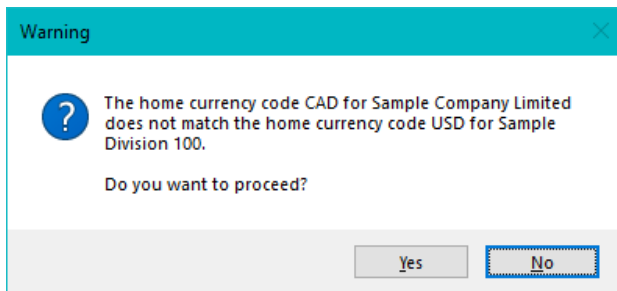 Warning
The home currency code CAD for Sample Company Limited
does not match the home currency code USD for Sample
Division 100.
Do you want to proceed?
Yes
No